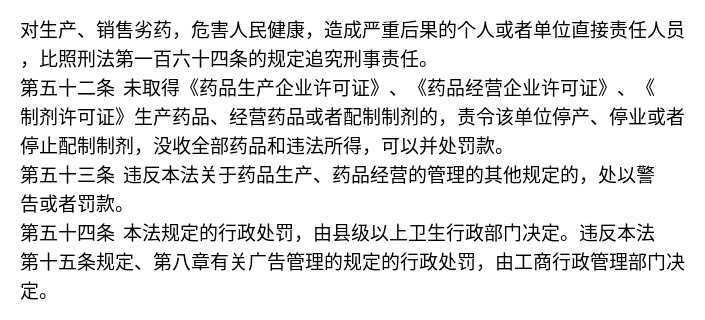 对生产、销售劣药，危害人民健康，造成严重后果的个人或者单位直接责任人员
，比照刑法第一百六十四条的规定追究刑事责任。
第五十二条 未取得《药品生产企业许可证》、《药品经营企业许可证》、《
制剂许可证》生产药品、经营药品或者配制制剂的，责令该单位停产、停业或者
停止配制制剂，没收全部药品和违法所得，可以并处罚款。
第五十三条 违反本法关于药品生产、药品经营的管理的其他规定的，处以警
告或者罚款。
第五十四条 本法规定的行政处罚，由县级以上卫生行政部门决定。违反本法
第十五条规定、第八章有关广告管理的规定的行政处罚，由工商行政管理部门决
定。